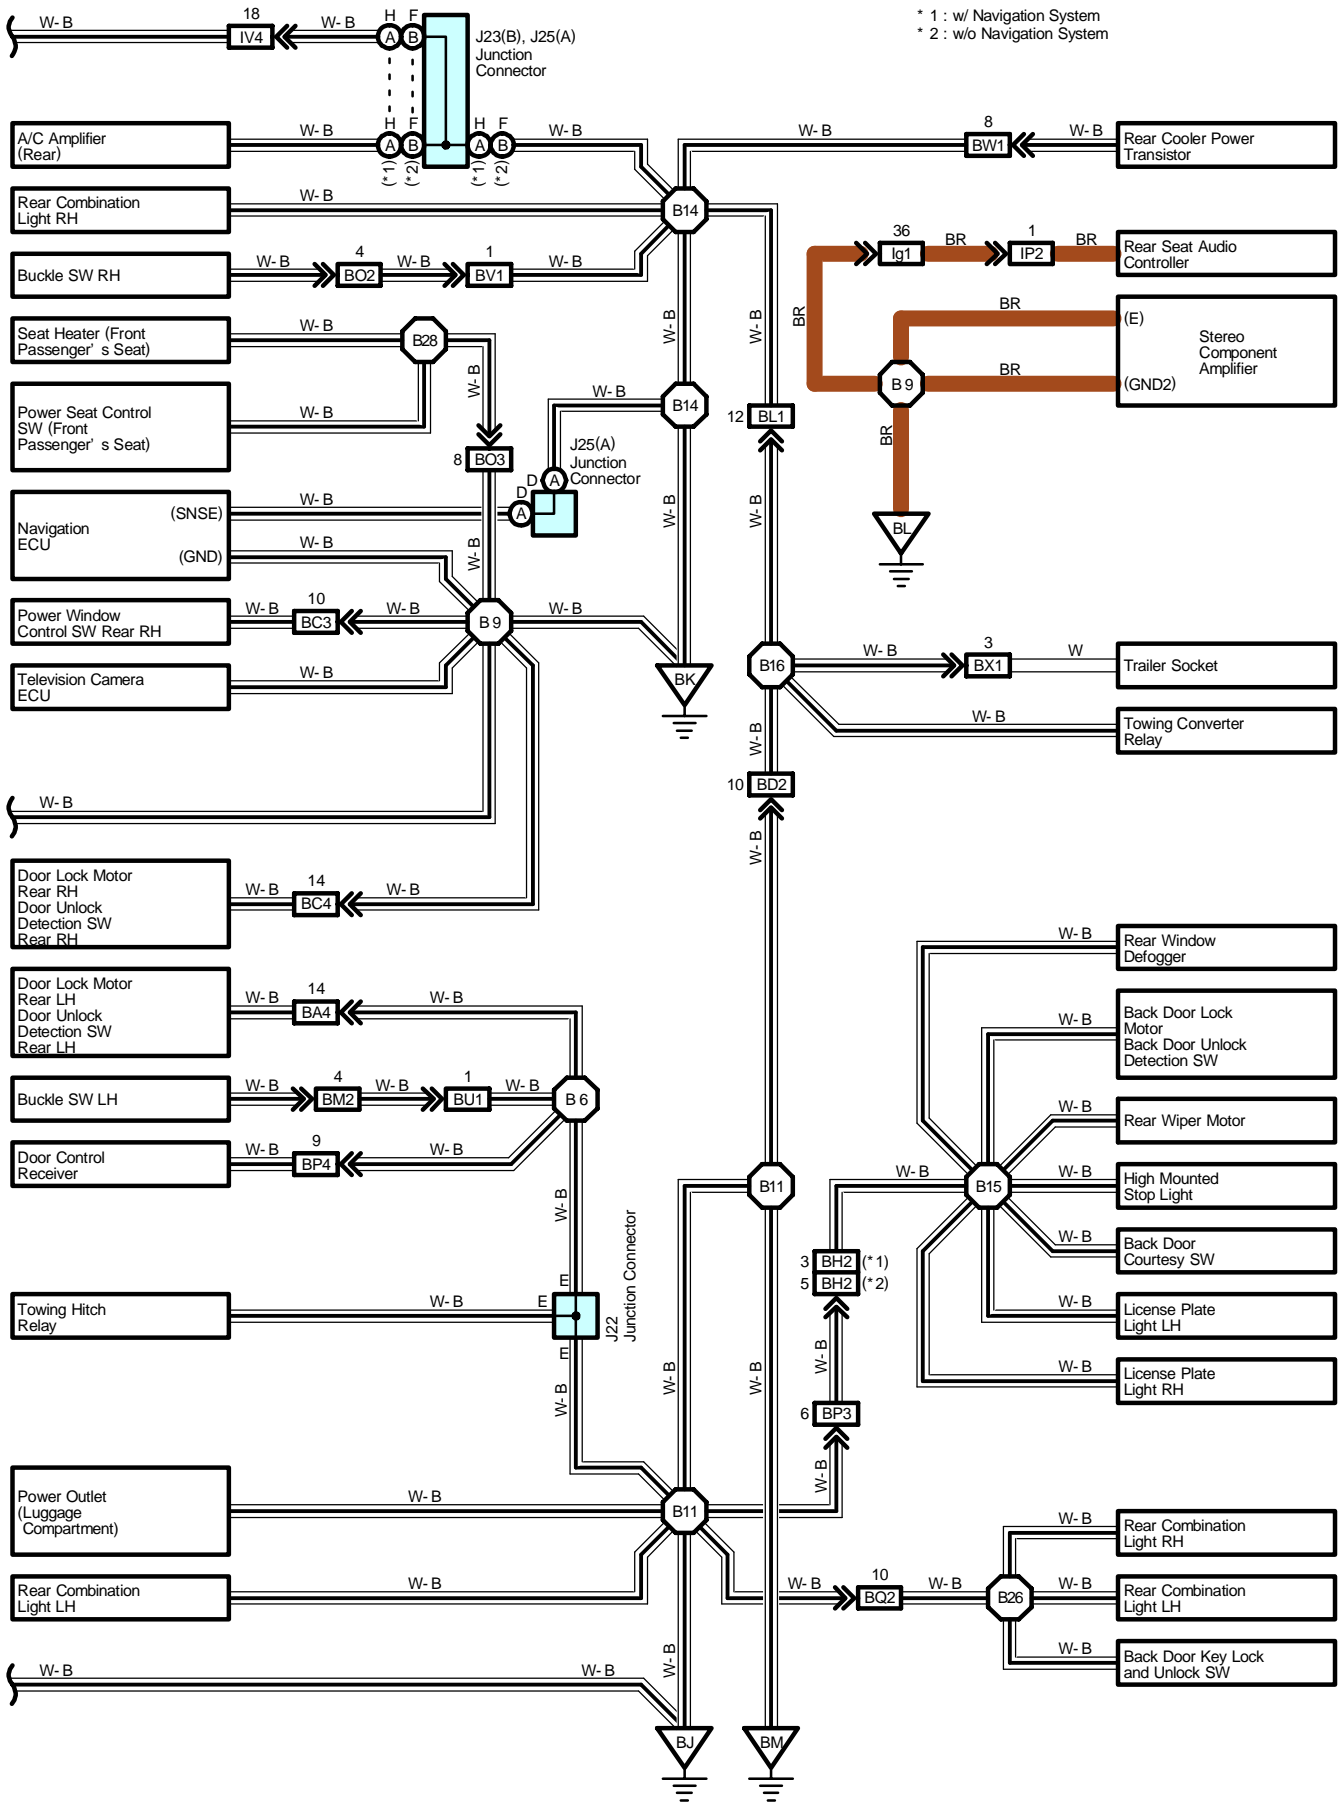 * 1 : w/ Navigation System
* 2 : w/o Navigation System
W- B
18
IV4
W- B
H F
A B
J23(B), J25(A)
Junction
Connector
A/C Amplifier
(Rear)
W- B
H F
A B
(*1) (*2)
H F
A B
(*1) (*2)
W- B
W- B
8
BW1
W- B
Rear Cooler Power
Transistor
Rear Combination
Light RH
W- B
B14
Buckle SW RH
W- B
4
BO2
W- B
1
BV1
W- B
BR
36
Ig1
BR
1
IP2
BR
Rear Seat Audio
Controller
Seat Heater (Front
Passenger' s Seat)
W- B
B28
W- B
W- B
W- B
BR
(E)
Stereo
Component
Amplifier
BR
(GND2)
B 9
BR
BL
Power Seat Control
SW (Front
Passenger' s Seat)
8
BO3
W- B
B14
12
BL1
J25(A)
Junction
Connector
D
A
D
A
Navigation
ECU
(SNSE)
W- B
(GND)
W- B
W- B
W- B
W- B
Power Window
Control SW Rear RH
W- B
10
BC3
W- B
B 9
W- B
BK
Television Camera
ECU
W- B
B16
W- B
3
BX1
W
Trailer Socket
W- B
Towing Converter
Relay
W- B
10
BD2
W- B
W- B
Door Lock Motor
Rear RH
Door Unlock
Detection SW
Rear RH
W- B
14
BC4
W- B
Door Lock Motor
Rear LH
Door Unlock
Detection SW
Rear LH
W- B
14
BA4
W- B
Buckle SW LH
W- B
4
BM2
W- B
1
BU1
W- B
B 6
Door Control
Receiver
W- B
9
BP4
W- B
W- B
B11
W- B
Rear Window
Defogger
W- B
Back Door Lock
Motor
Back Door Unlock
Detection SW
W- B
Rear Wiper Motor
W- B
B15
W- B
High Mounted
Stop Light
W- B
Back Door
Courtesy SW
3
BH2
(*1)
5
BH2
(*2)
W- B
License Plate
Light LH
W- B
License Plate
Light RH
Towing Hitch
Relay
W- B
E
E
E
J22
Junction Connector
W- B
W- B
W- B
W- B
6
BP3
W- B
Power Outlet
(Luggage
Compartment)
W- B
B11
Rear Combination
Light LH
W- B
W- B
10
BQ2
W- B
B26
W- B
Rear Combination
Light RH
W- B
Rear Combination
Light LH
W- B
Back Door Key Lock
and Unlock SW
W- B
W- B
W- B
BJ
BM